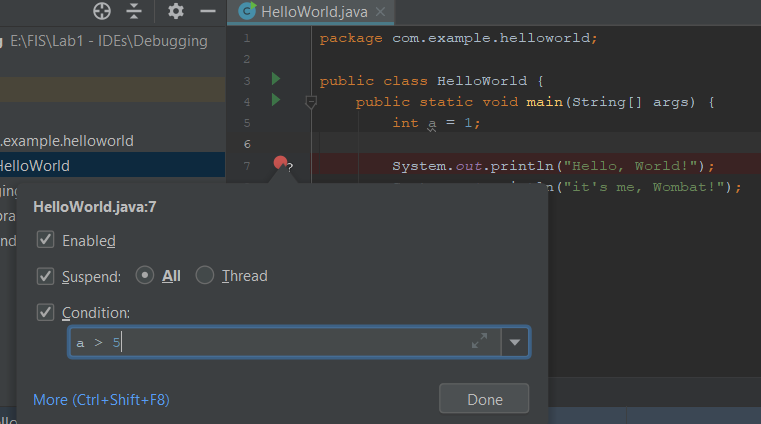 E:\FIS\Lab1 - IDEs\Debugging
HelloWorld.java
1 package com.example.helloworld;
2
3 public class HelloWorld {
4 public static void main(String[] args) {
5 int a = 1;
6
.example.helloworld
HelloWorld
7 ? System.out.println("Hello, World!");
"it's me, Wombat!");
HelloWorld.java:7
Enabled
Suspend: All Thread
Condition:
a > 5
More (Ctrl+Shift+F8) Done